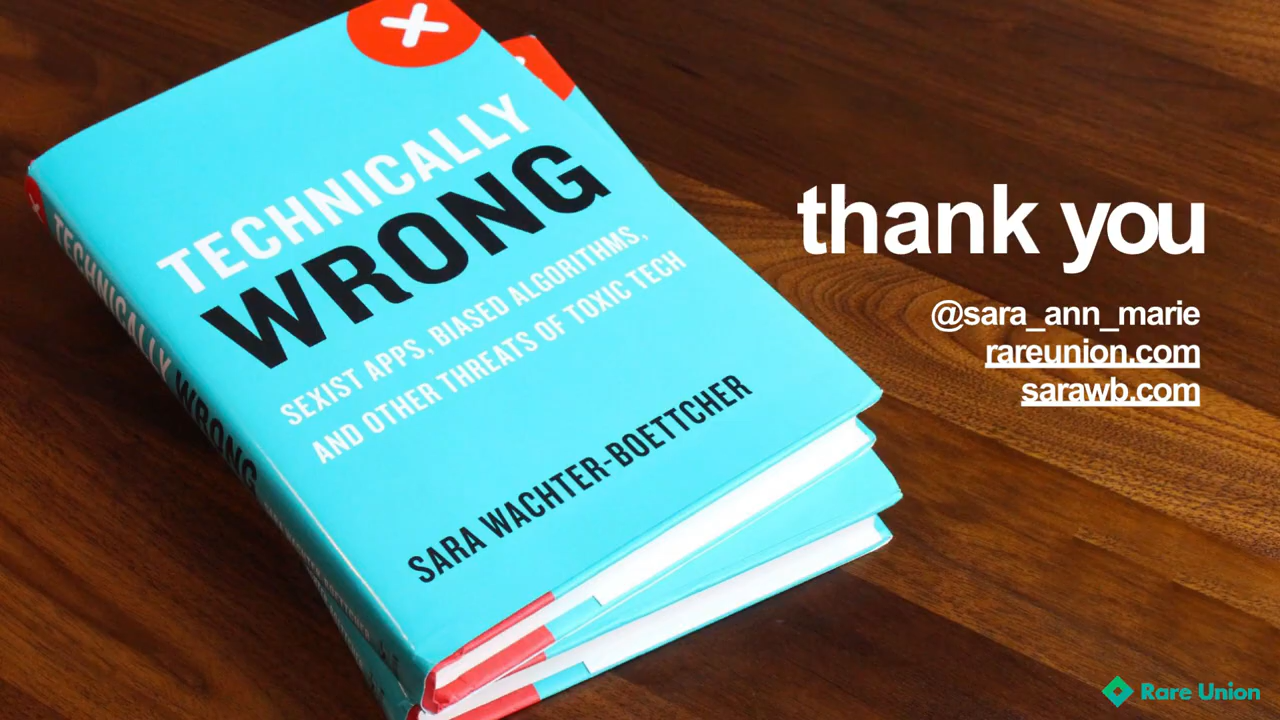 TECHNICALLY
WRONG
SEXIST APPS, BIASED ALGORITHMS,
AND OTHER THREATS OF TOXIC TECH
SARA WACHTER-BOETTCHER
TECHNICALLY WRONG
thank you
@sara_ann_marie
rareunion.com
sarawb.com
Rare Union